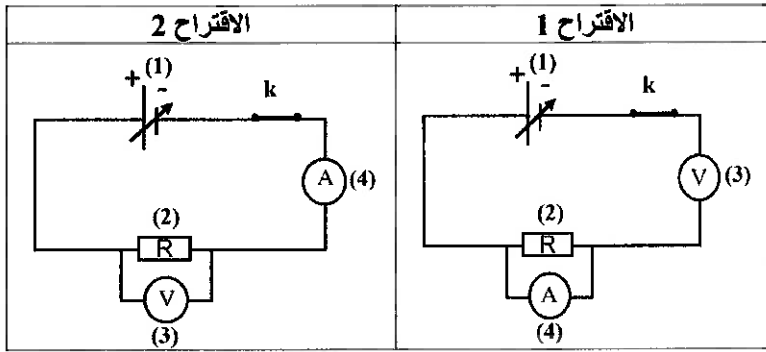 الاقتراح 1
+ (1) -
k
V (3)
(2)
R
A
(4)
الاقتراح 2
+ (1) -
k
A (4)
(2)
R
V
(3)